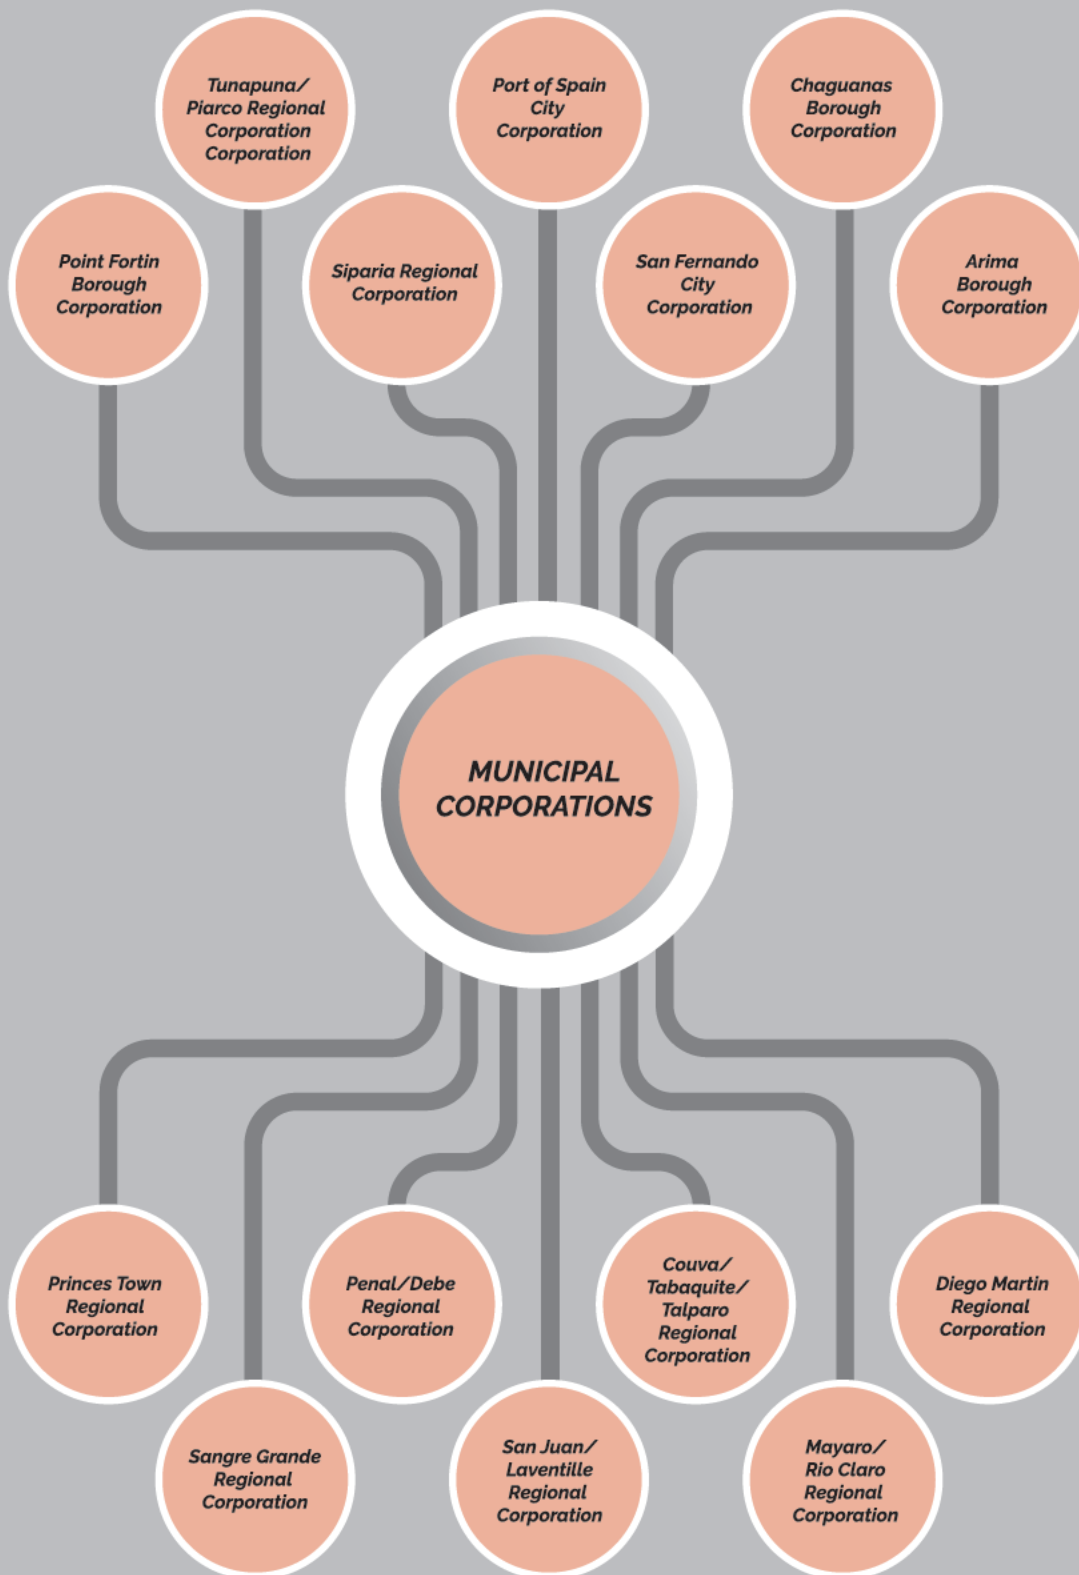 Tunapuna/
Piarco Regional
Corporation
Corporation
Port of Spain
City
Corporation
Chaguanas
Borough
Corporation
Point Fortin
Borough
Corporation
Siparia Regional
Corporation
San Fernando
City
Corporation
Arima
Borough
Corporation
MUNICIPAL
CORPORATIONS
Princes Town
Regional
Corporation
Penal/Debe
Regional
Corporation
Couva/
Tabaquite/
Talparo
Regional
Corporation
Diego Martin
Regional
Corporation
Sangre Grande
Regional
Corporation
San Juan/
Laventille
Regional
Corporation
Mayaro/
Rio Claro
Regional
Corporation